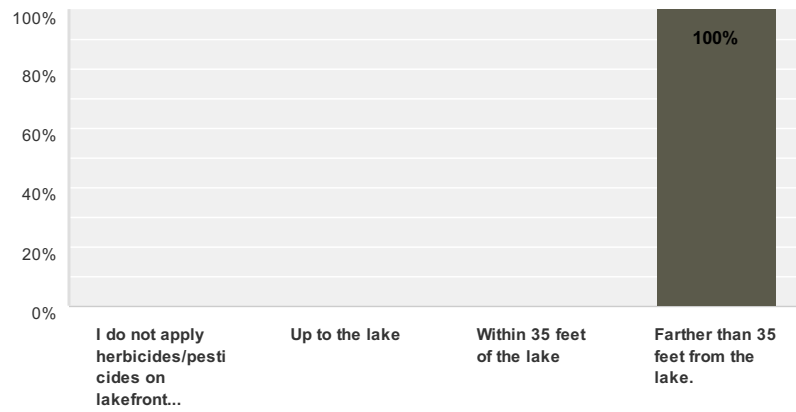 100%
100%
80%
60%
40%
20%
0%
I do not apply
herbicides/pesti
cides on
lakefront...
Up to the lake
Within 35 feet
of the lake
Farther than 35
feet from the
lake.